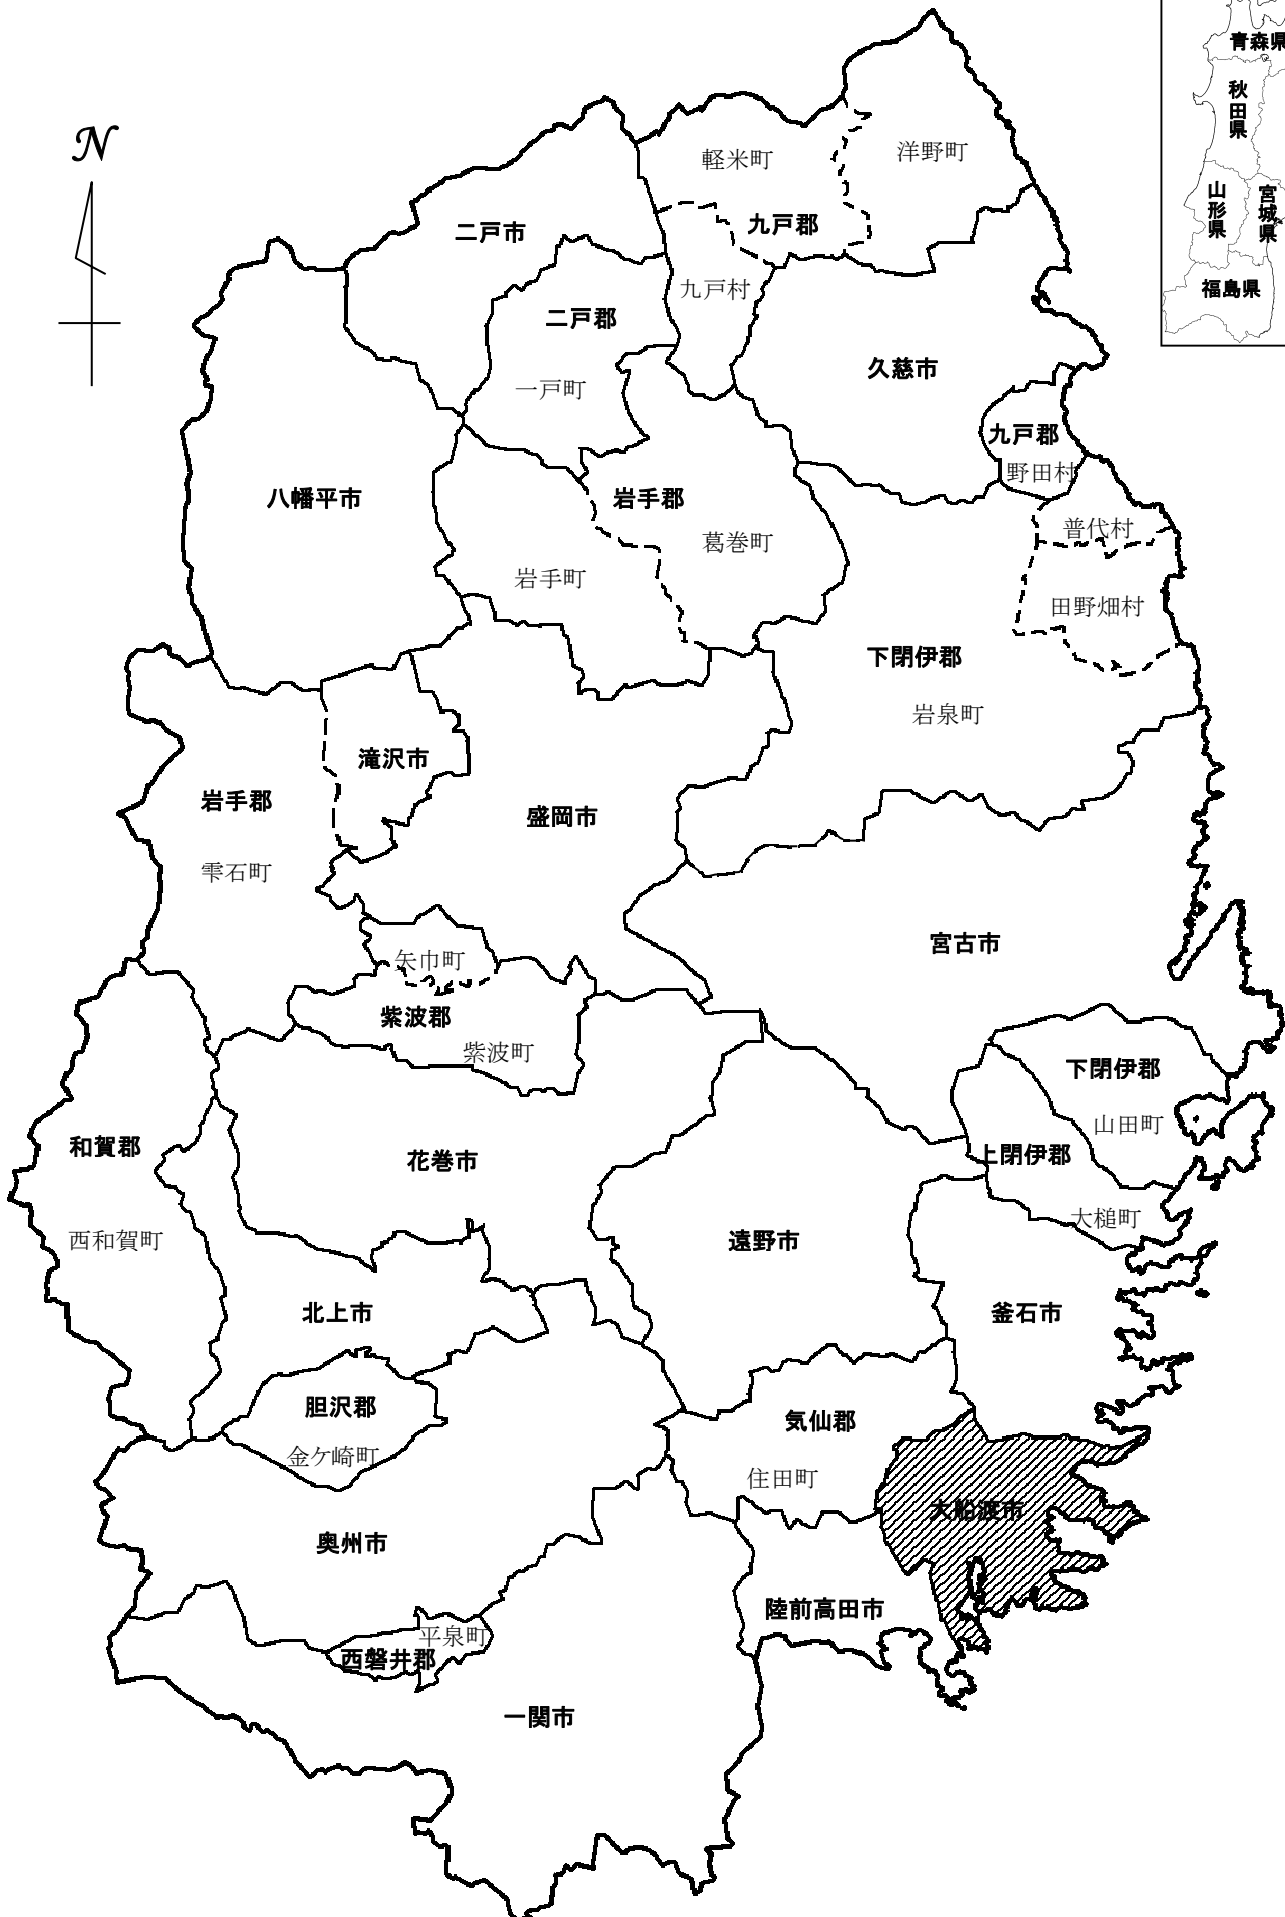 N
青森県
秋田県
山形県
宮城県
福島県
軽米町
洋野町
二戸市
九戸郡
九戸村
二戸郡
一戸町
久慈市
九戸郡
野田村
八幡平市
岩手郡
葛巻町
岩手町
普代村
田野畑村
下閉伊郡
岩泉町
滝沢市
岩手郡
雫石町
盛岡市
宮古市
矢巾町
紫波郡
紫波町
下閉伊郡
山田町
上閉伊郡
大槌町
和賀郡
西和賀町
花巻市
遠野市
北上市
釜石市
胆沢郡
金ケ崎町
気仙郡
住田町
大船渡市
奥州市
陸前高田市
平泉町
西磐井郡
一関市